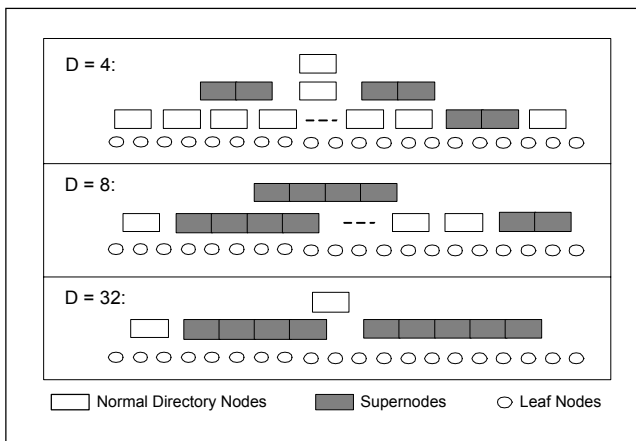 D = 4:
D = 8:
D = 32:
Normal Directory Nodes Supernodes Leaf Nodes